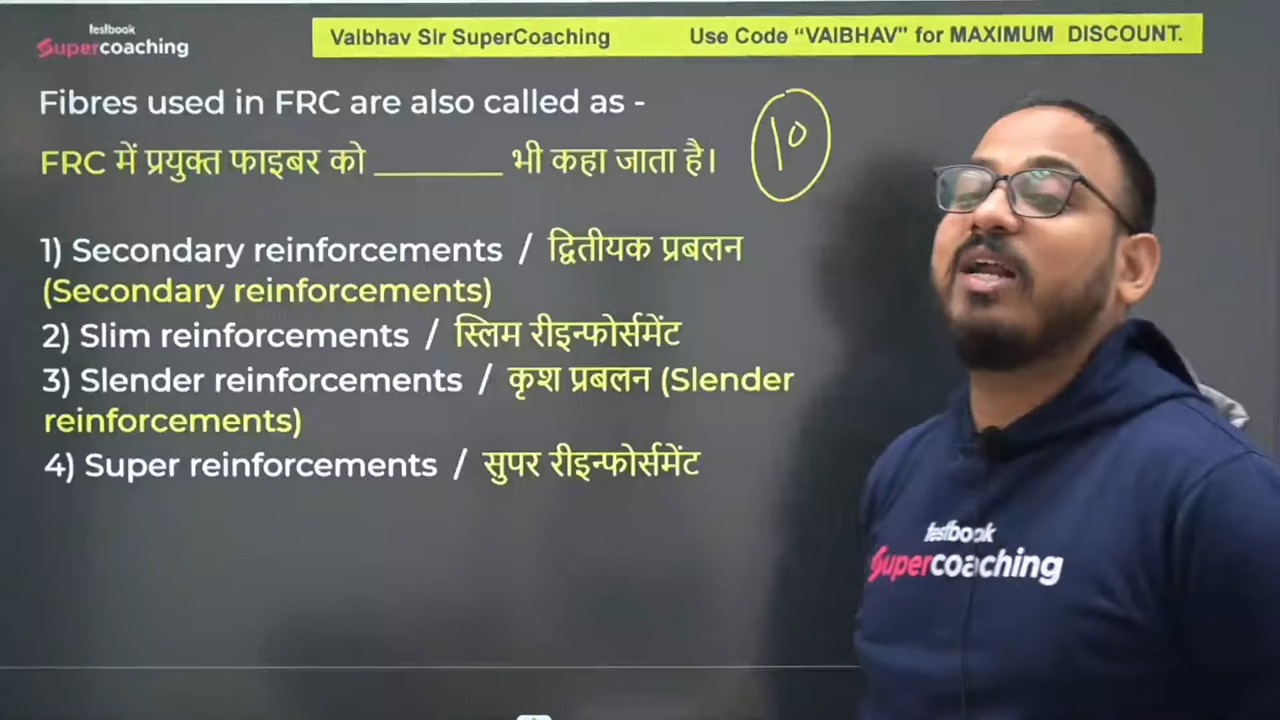 testbook
Supercoaching
Vaibhav Sir SuperCoaching Use Code “VAIBHAV" for MAXIMUM DISCOUNT.
Fibres used in FRC are also called as -
10
FRC में प्रयुक्त फाइबर को ________ भी कहा जाता है।
1) Secondary reinforcements / द्वितीयक प्रबलन
(Secondary reinforcements)
2) Slim reinforcements / स्लिम रीइन्फोर्समेंट
3) Slender reinforcements / कृश प्रबलन (Slender
reinforcements)
4) Super reinforcements / सुपर रीइन्फोर्समेंट
testbook
Supercoaching